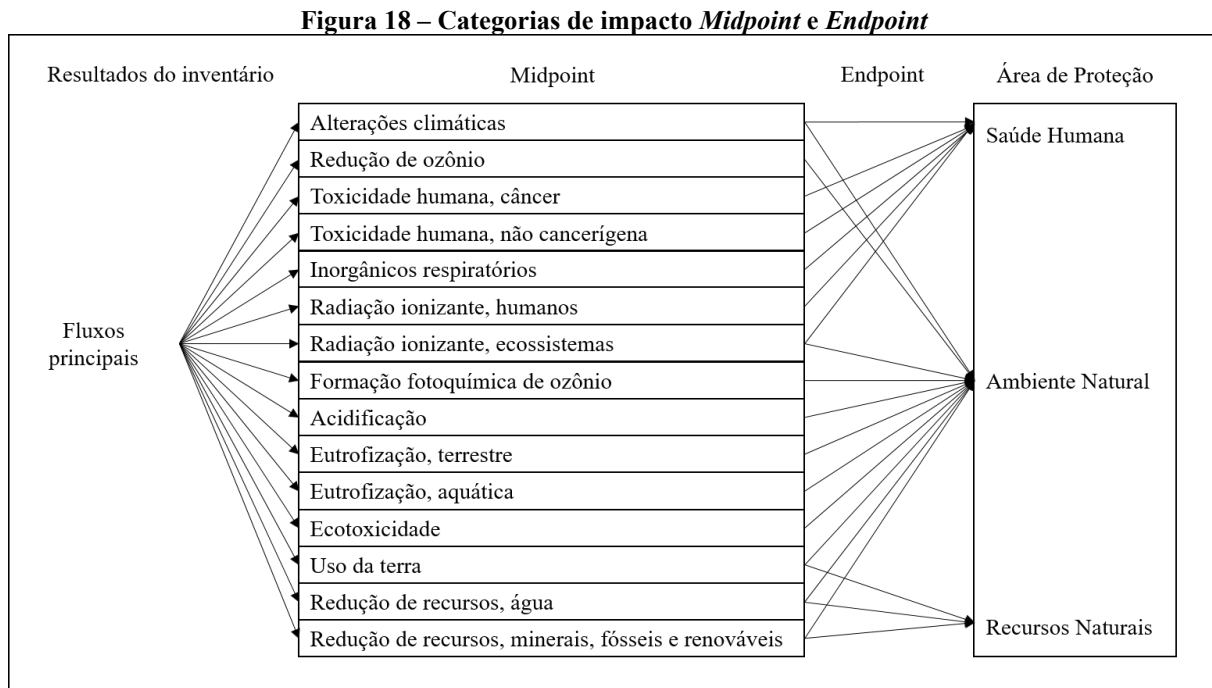 Figura 18 – Categorias de impacto Midpoint e Endpoint
Resultados do inventário
Midpoint
Endpoint
Área de Proteção
Fluxos
principais
Alterações climáticas
Redução de ozônio
Toxicidade humana, câncer
Toxicidade humana, não cancerígena
Inorgânicos respiratórios
Radiação ionizante, humanos
Radiação ionizante, ecossistemas
Formação fotoquímica de ozônio
Acidificação
Eutrofização, terrestre
Eutrofização, aquática
Ecotoxicidade
Uso da terra
Redução de recursos, água
Redução de recursos, minerais, fósseis e renováveis
Saúde Humana
Ambiente Natural
Recursos Naturais